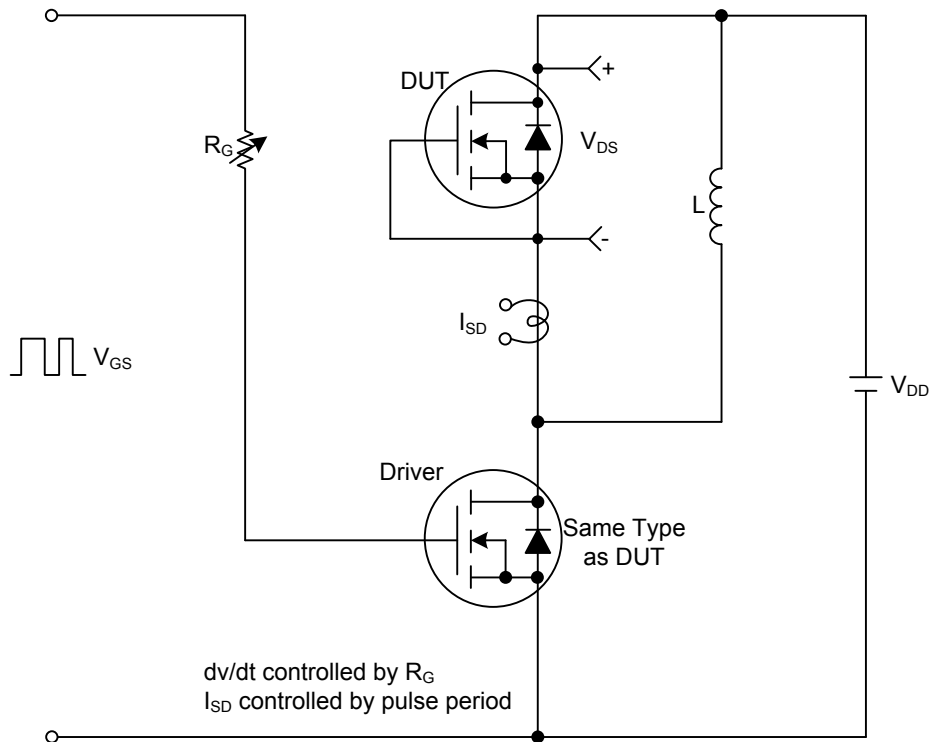 DUT
+
R_G
V_DS
L
-
I_SD
V_GS
V_DD
Driver
Same Type
as DUT
dv/dt controlled by R_G
I_SD controlled by pulse period